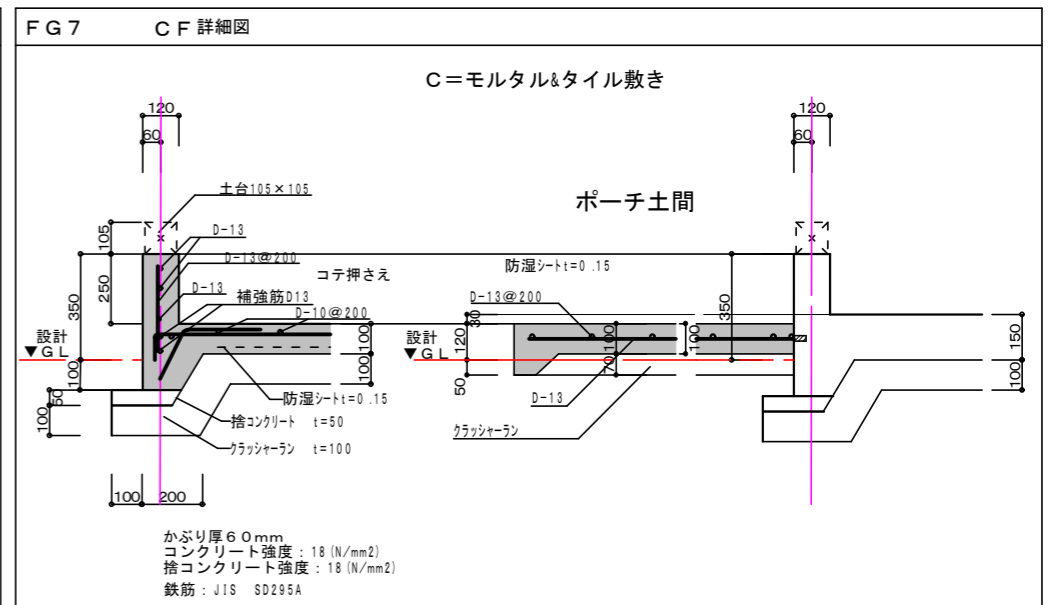 FG7 CF詳細図
C=モルタル&タイル敷き
120
60
120
60
土台105×105
ポーチ土間
105
D-13
D-13@200
コテ押さえ
防湿シートt=0.15
250
350
D-13
補強筋D13
D-13@200
350
D-10@200
30
設計
▼GL
100
100
設計
▼GL
120
100
100
150
100
70
50
100
50
100
防湿シートt=0.15
D-13
捨コンクリート t=50
クラッシャーラン
クラッシャーラン t=100
100
200
かぶり厚60mm
コンクリート強度:18(N/mm2)
捨コンクリート強度:18(N/mm2)
鉄筋:JIS SD295A